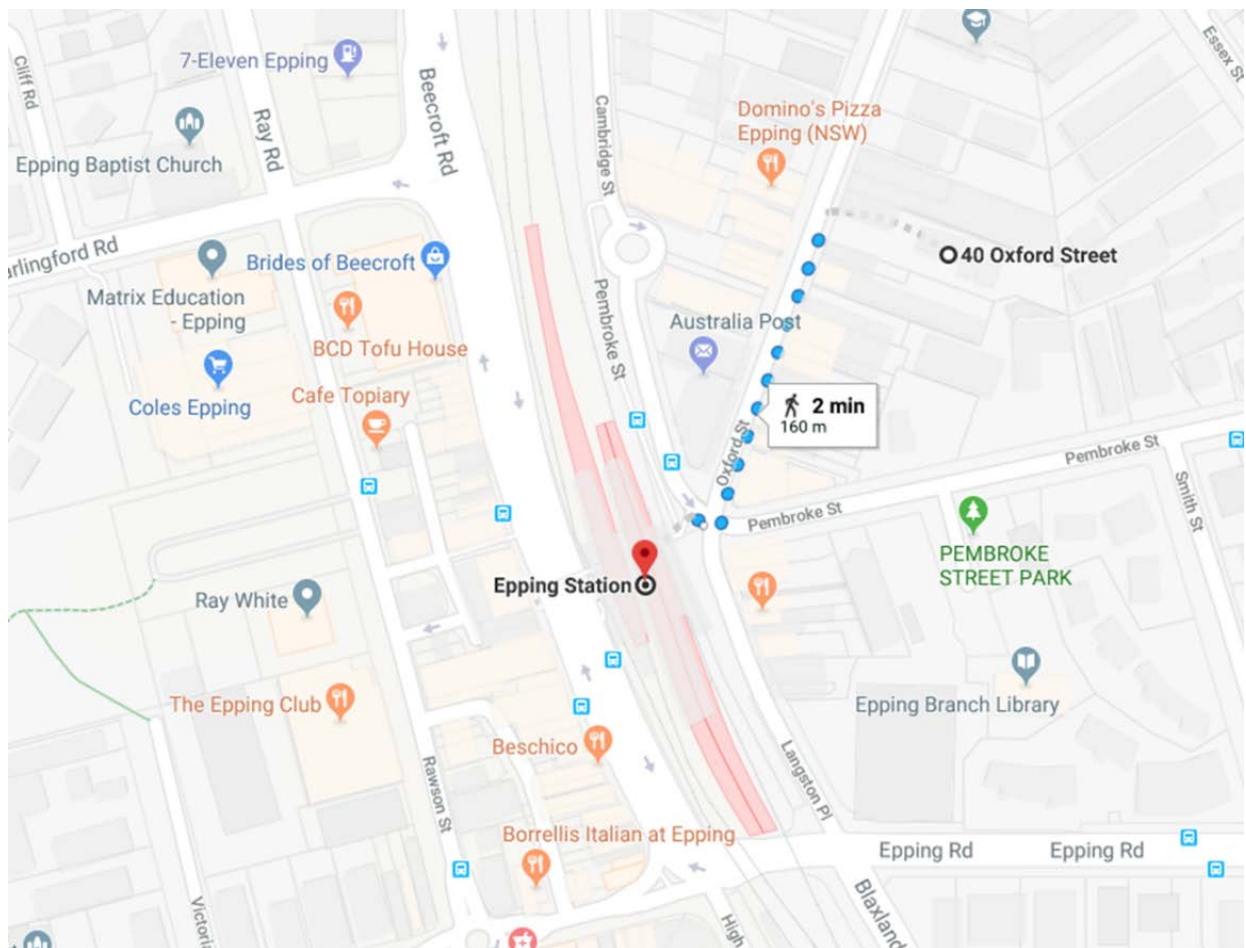 Cliff Rd
7-Eleven Epping
Epping Baptist Church
Ray Rd
Beecroft Rd
Cambridge St
Domino's Pizza
Epping (NSW)
Essex St
arlingford Rd
Matrix Education
- Epping
Brides of Beecroft
BCD Tofu House
Coles Epping
Cafe Topiary
Pembroke St
Australia Post
40 Oxford Street
2 min
160 m
Oxford St
Pembroke St
Pembroke St
Smith St
PEMBROKE
STREET PARK
Epping Station
Ray White
The Epping Club
Beschico
Epping Branch Library
Rawson St
Langston Pl
Borrellis Italian at Epping
Epping Rd
Epping Rd
Victoria
High
Blaxland